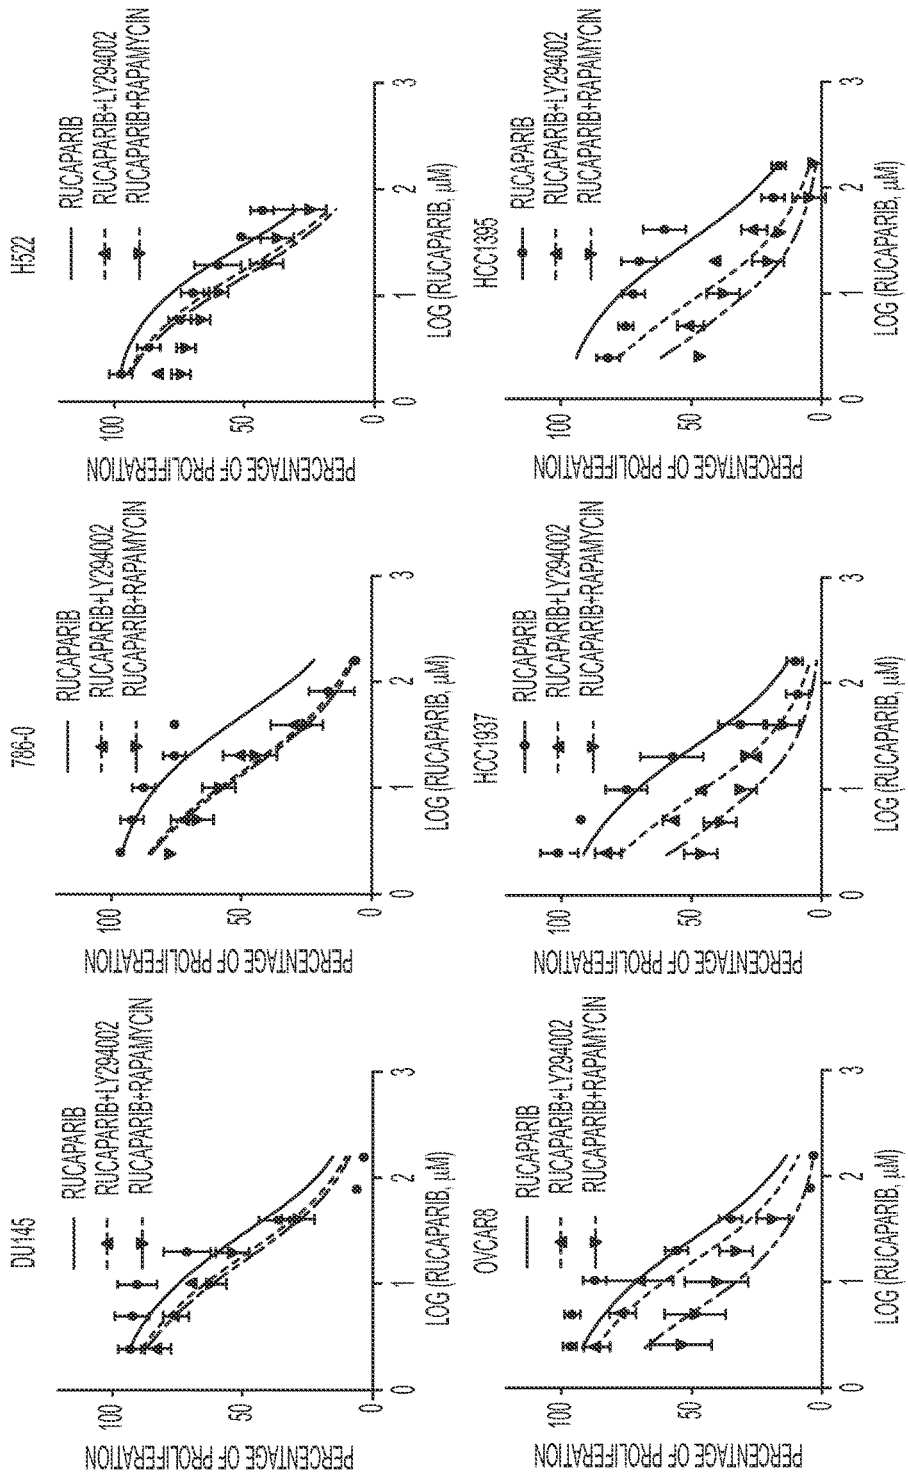 DU145
RUCAPARIB
RUCAPARIB+LY294002
RUCAPARIB+RAPAMYCIN
PERCENTAGE OF PROLIFERATION
100
50
0
0 1 2 3
LOG (RUCAPARIB, µM)
786-0
RUCAPARIB
RUCAPARIB+LY294002
RUCAPARIB+RAPAMYCIN
PERCENTAGE OF PROLIFERATION
100
50
0
0 1 2 3
LOG (RUCAPARIB, µM)
H522
RUCAPARIB
RUCAPARIB+LY294002
RUCAPARIB+RAPAMYCIN
PERCENTAGE OF PROLIFERATION
100
50
0
0 1 2 3
LOG (RUCAPARIB, µM)
OVCAR8
RUCAPARIB
RUCAPARIB+LY294002
RUCAPARIB+RAPAMYCIN
PERCENTAGE OF PROLIFERATION
100
50
0
0 1 2 3
LOG (RUCAPARIB, µM)
HCC1937
RUCAPARIB
RUCAPARIB+LY294002
RUCAPARIB+RAPAMYCIN
PERCENTAGE OF PROLIFERATION
100
50
0
0 1 2 3
LOG (RUCAPARIB, µM)
HCC1395
RUCAPARIB
RUCAPARIB+LY294002
RUCAPARIB+RAPAMYCIN
PERCENTAGE OF PROLIFERATION
100
50
0
0 1 2 3
LOG (RUCAPARIB, µM)